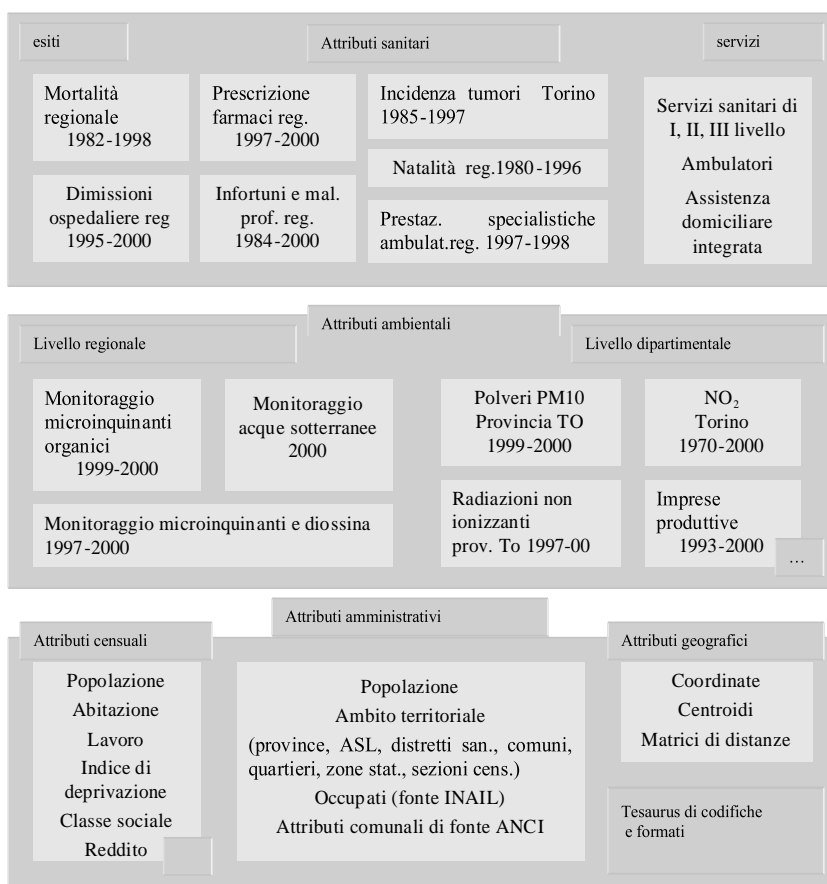 esiti
Attributi sanitari
servizi
Mortalità
regionale
1982-1998
Prescrizione
farmaci reg.
1997-2000
Incidenza tumori Torino
1985-1997
Natalità reg.1980-1996
Dimissioni
ospedaliere reg
1995-2000
Infortuni e mal.
prof. reg.
1984-2000
Prestaz. specialistiche
ambulat.reg. 1997-1998
Servizi sanitari di
I, II, III livello
Ambulatori
Assistenza
domiciliare
integrata
Attributi ambientali
Livello regionale
Livello dipartimentale
Monitoraggio
microinquinanti
organici
1999-2000
Monitoraggio
acque sotterranee
2000
Monitoraggio microinquinanti e diossina
1997-2000
Polveri PM10
Provincia TO
1999-2000
NO₂
Torino
1970-2000
Radiazioni non
ionizzanti
prov. To 1997-00
Imprese
produttive
1993-2000
…
Attributi amministrativi
Attributi censuali
Popolazione
Abitazione
Lavoro
Indice di
deprivazione
Classe sociale
Reddito
Popolazione
Ambito territoriale
(province, ASL, distretti san., comuni,
quartieri, zone stat., sezioni cens.)
Occupati (fonte INAIL)
Attributi comunali di fonte ANCI
Attributi geografici
Coordinate
Centroidi
Matrici di distanze
Tesaurus di codifiche
e formati